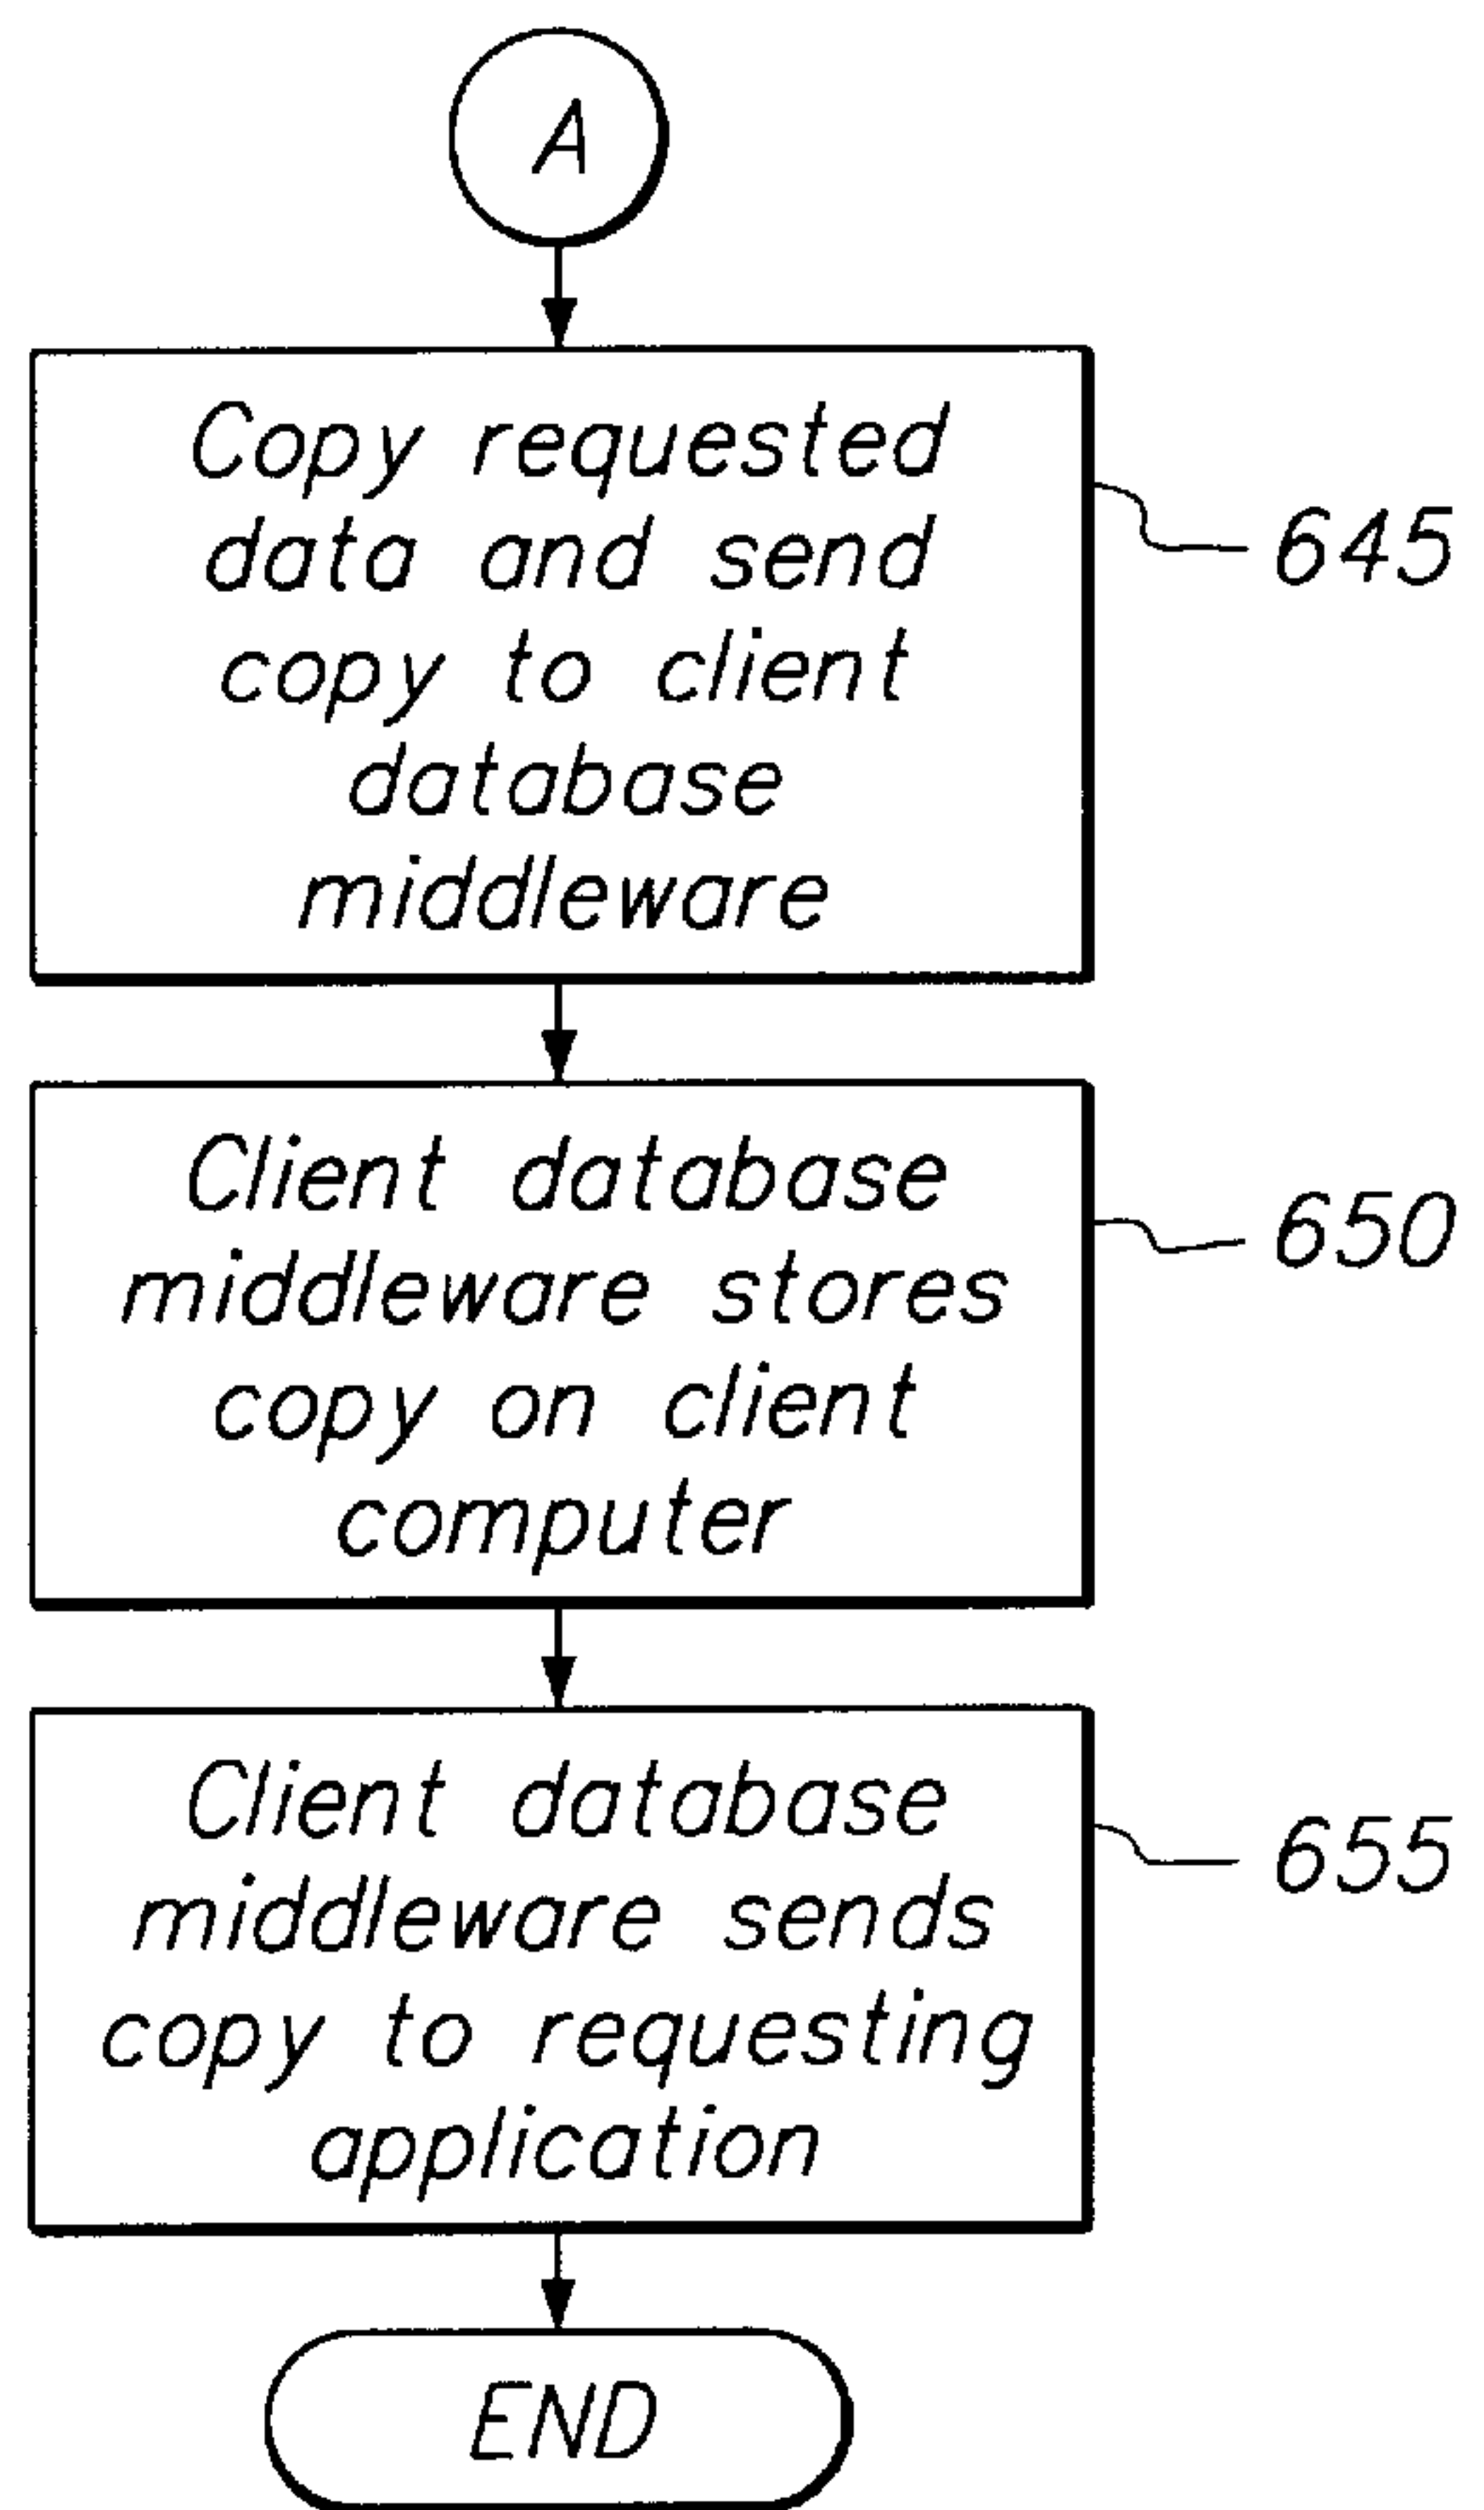 A
Copy requested
data and send
copy to client
database
middleware
645
Client database
middleware stores
copy on client
computer
650
Client database
middleware sends
copy to requesting
application
655
END